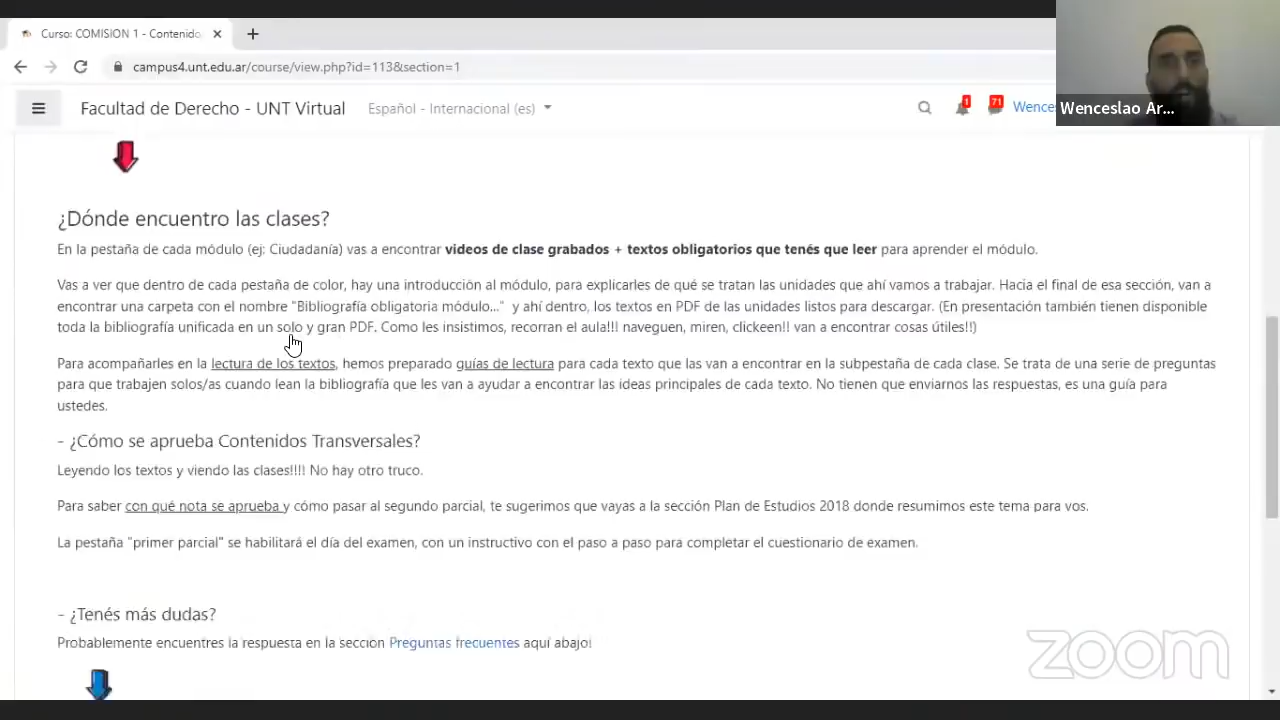 Curso: COMISION 1 - Contenido
campus4.unt.edu.ar/course/view.php?id=113&section=1
Facultad de Derecho - UNT Virtual Español - Internacional (es) 1 71 Wences
Wenceslao Ar...
¿Dónde encuentro las clases?
En la pestaña de cada módulo (ej: Ciudadanía) vas a encontrar videos de clase grabados + textos obligatorios que tenés que leer para aprender el módulo.
Vas a ver que dentro de cada pestaña de color, hay una introducción al módulo, para explicarles de qué se tratan las unidades que ahí vamos a trabajar. Hacia el final de esa sección, van a
encontrar una carpeta con el nombre "Bibliografía obligatoria módulo..." y ahí dentro, los textos en PDF de las unidades listos para descargar. (En presentación también tienen disponible
toda la bibliografía unificada en un solo y gran PDF. Como les insistimos, recorran el aula!!! naveguen, miren, clickeen!! van a encontrar cosas útiles!!)
Para acompañarles en la lectura de los textos, hemos preparado guías de lectura para cada texto que las van a encontrar en la subpestaña de cada clase. Se trata de una serie de preguntas
para que trabajen solos/as cuando lean la bibliografía que les van a ayudar a encontrar las ideas principales de cada texto. No tienen que enviarnos las respuestas, es una guía para
ustedes.
- ¿Cómo se aprueba Contenidos Transversales?
Leyendo los textos y viendo las clases!!!! No hay otro truco.
Para saber con qué nota se aprueba y cómo pasar al segundo parcial, te sugerimos que vayas a la sección Plan de Estudios 2018 donde resumimos este tema para vos.
La pestaña "primer parcial" se habilitará el día del examen, con un instructivo con el paso a paso para completar el cuestionario de examen.
- ¿Tenés más dudas?
Probablemente encuentres la respuesta en la sección Preguntas frecuentes aquí abajo!
zoom